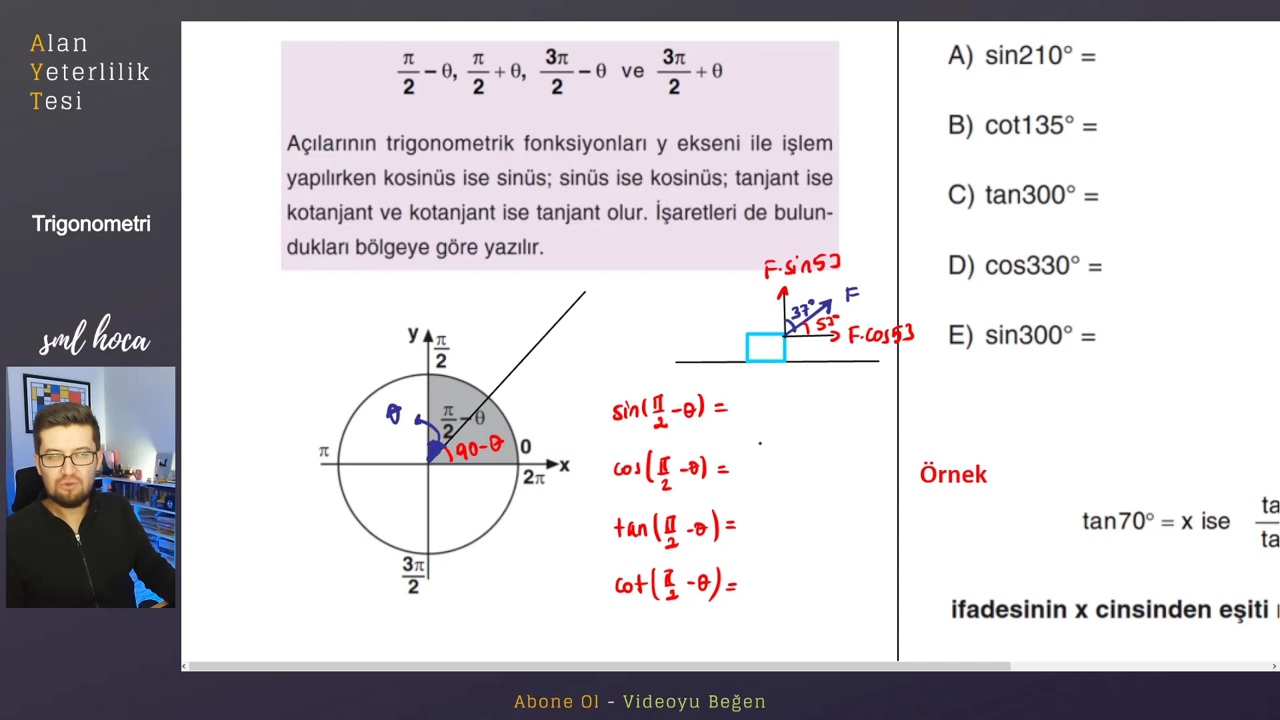 Alan
Yeterlilik
Tesi
Trigonometri
sml hoca
π/2 − θ, π/2 + θ, 3π/2 − θ ve 3π/2 + θ
Açılarının trigonometrik fonksiyonları y ekseni ile işlem
yapılırken kosinüs ise sinüs; sinüs ise kosinüs; tanjant ise
kotanjant ve kotanjant ise tanjant olur. İşaretleri de bulun-
dukları bölgeye göre yazılır.
F.sin53
37°
F
53°
F.cos53
y
π/2
θ
π/2 − θ
90-θ
π
0
x
2π
3π/2
sin(π/2 -θ) =
cos(π/2 -θ) =
tan(π/2 -θ) =
cot(π/2 -θ) =
A) sin210° =
B) cot135° =
C) tan300° =
D) cos330° =
E) sin300° =
Örnek
tan70° = x ise
ta
ta
ifadesinin x cinsinden eşiti
Abone Ol - Videoyu Beğen